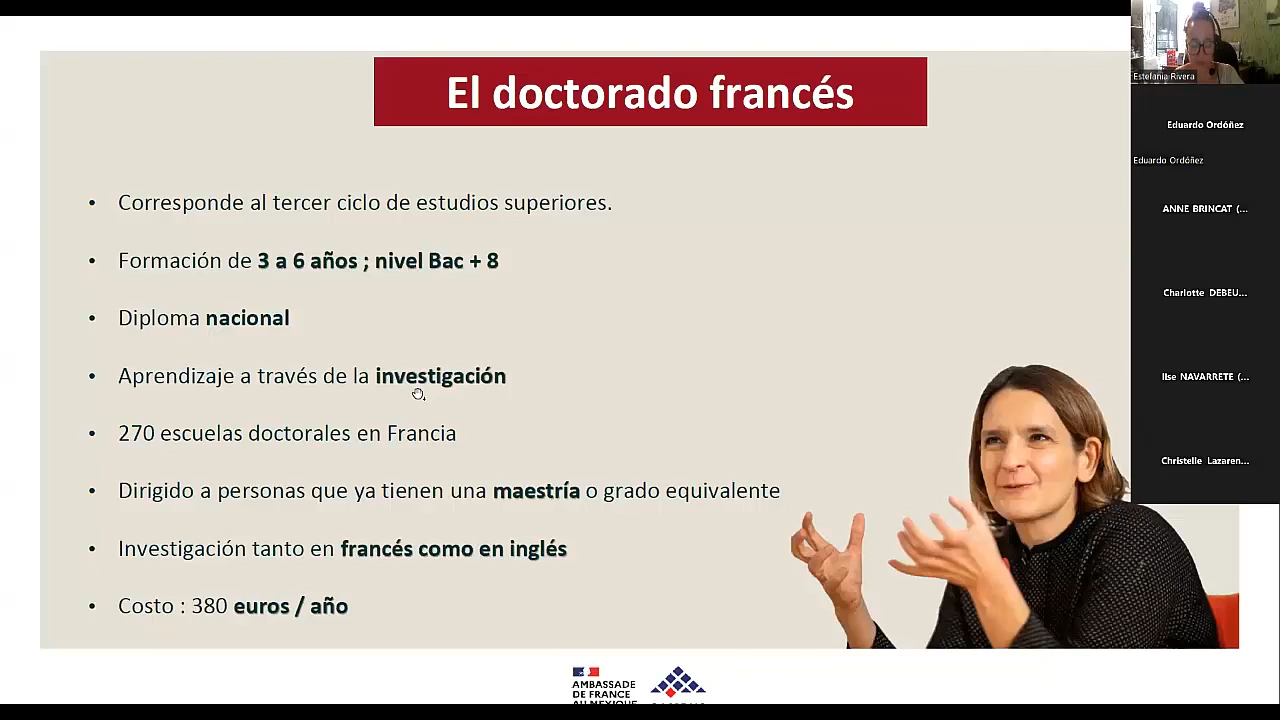 El doctorado francés
• Corresponde al tercer ciclo de estudios superiores.
• Formación de 3 a 6 años ; nivel Bac + 8
• Diploma nacional
• Aprendizaje a través de la investigación
• 270 escuelas doctorales en Francia
• Dirigido a personas que ya tienen una maestría o grado equivalente
• Investigación tanto en francés como en inglés
• Costo : 380 euros / año
AMBASSADE
DE FRANCE
AU MEXIQUE
Estefania Rivera
Eduardo Ordóñez
Eduardo Ordóñez
ANNE BRINCAT (...
Charlotte DEBEU...
Ilse NAVARRETE (...
Christelle Lazaren...